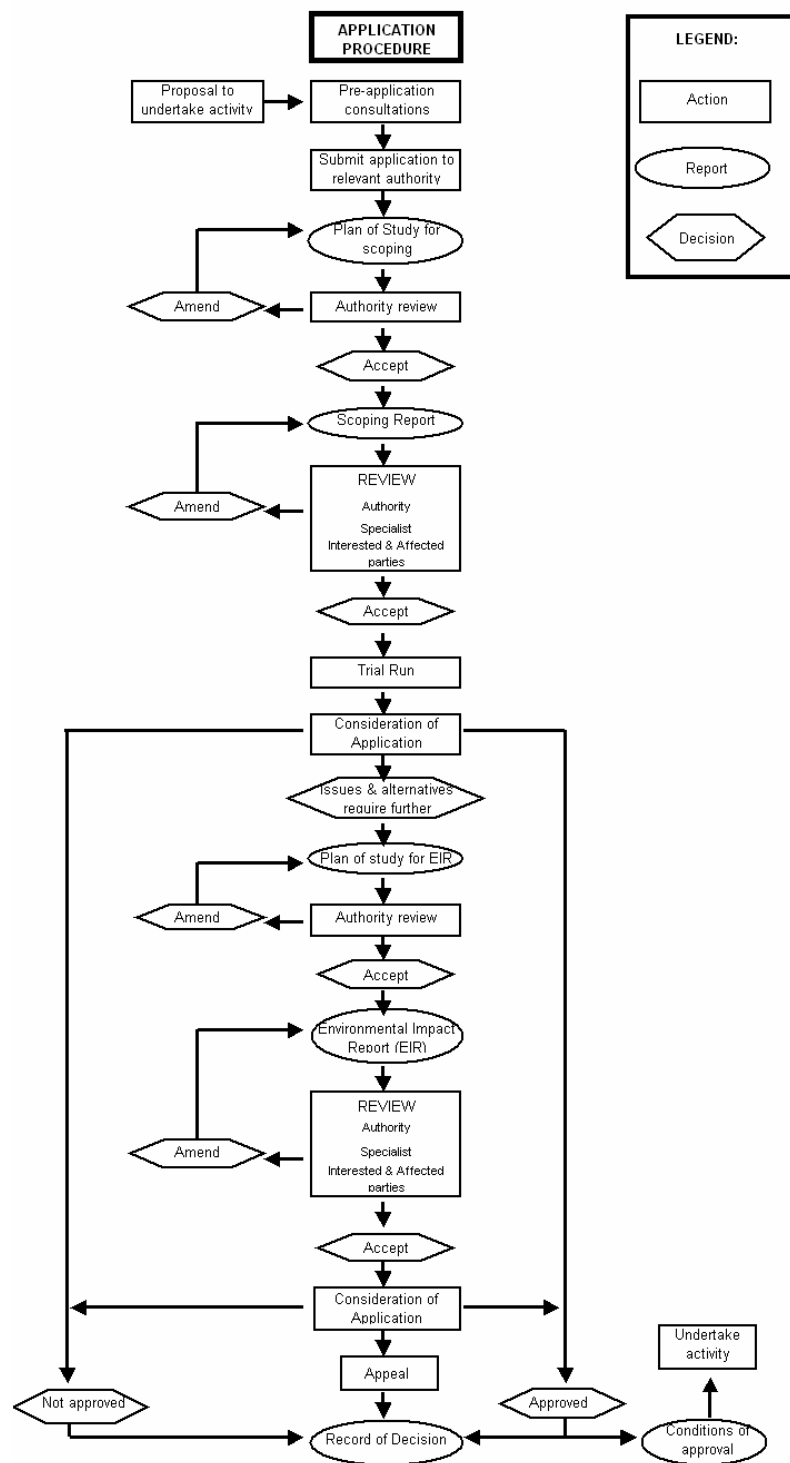 APPLICATION
PROCEDURE
LEGEND:
Action
Report
Decision
Proposal to
undertake activity
Pre-application
consultations
Submit application to
relevant authority
Plan of Study for
scoping
Amend
Authority review
Accept
Scoping Report
Amend
REVIEW
Authority
Specialist
Interested & Affected
parties
Accept
Trial Run
Consideration of
Application
Issues & alternatives
require further
Plan of study for EIR
Amend
Authority review
Accept
Environmental Impact
Report (EIR)
Amend
REVIEW
Authority
Specialist
Interested & Affected
parties
Accept
Consideration of
Application
Undertake
activity
Appeal
Not approved
Approved
Record of Decision
Conditions of
approval